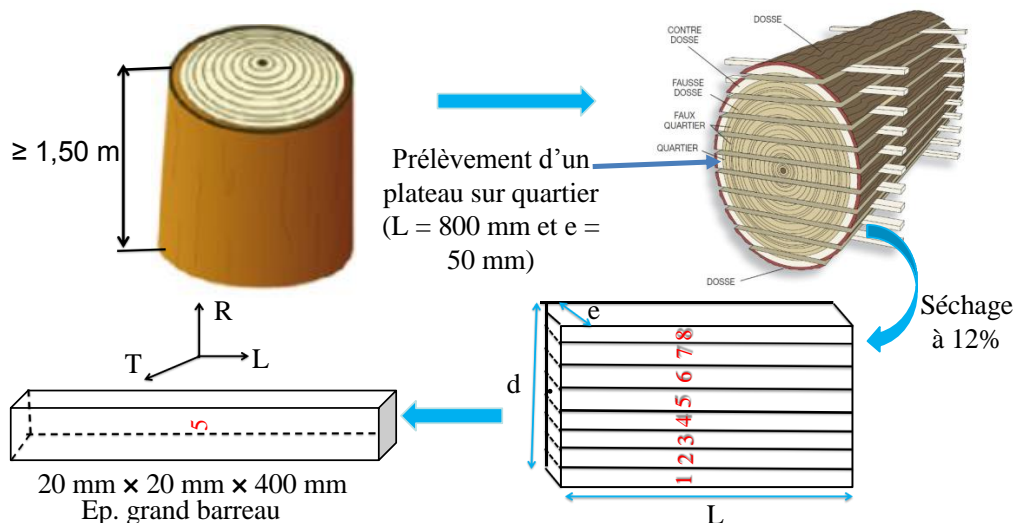 ≥ 1,50 m
DOSSE
CONTRE
DOSSE
FAUSSE
DOSSE
FAUX
QUARTIER
QUARTIER
DOSSE
Prélèvement d’un
plateau sur quartier
(L = 800 mm et e =
50 mm)
Séchage
à 12%
R
T
L
e
d
8
7
6
5
4
3
2
1
L
5
20 mm × 20 mm × 400 mm
Ep. grand barreau